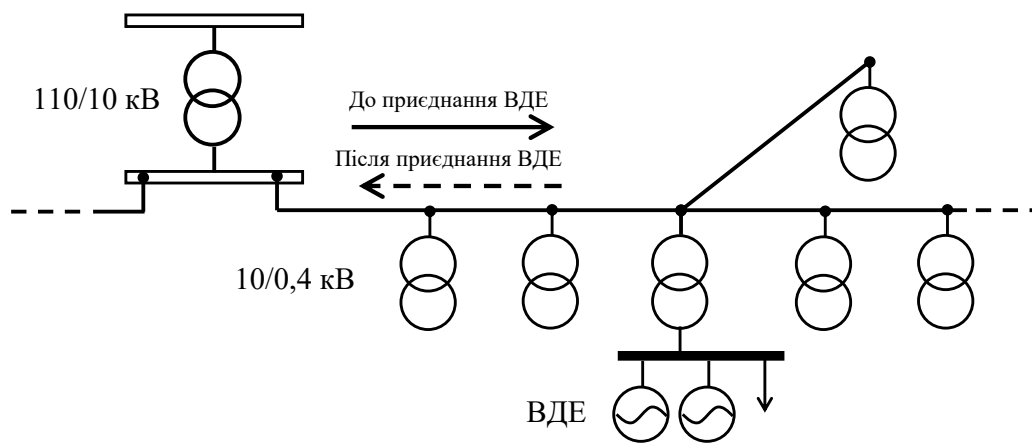 110/10 кВ
До приєднання ВДЕ
Після приєднання ВДЕ
10/0,4 кВ
ВДЕ